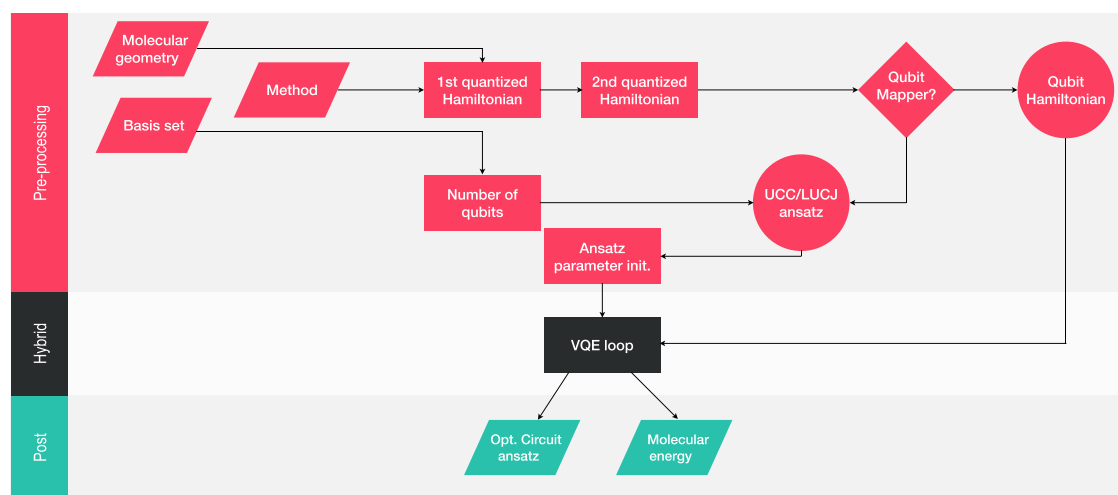 Pre-processing
Molecular
geometry
Method
Basis set
1st quantized
Hamiltonian
2nd quantized
Hamiltonian
Qubit
Mapper?
Qubit
Hamiltonian
Number of
qubits
UCC/LUCJ
ansatz
Ansatz
parameter init.
Hybrid
VQE loop
Post
Opt. Circuit
ansatz
Molecular
energy